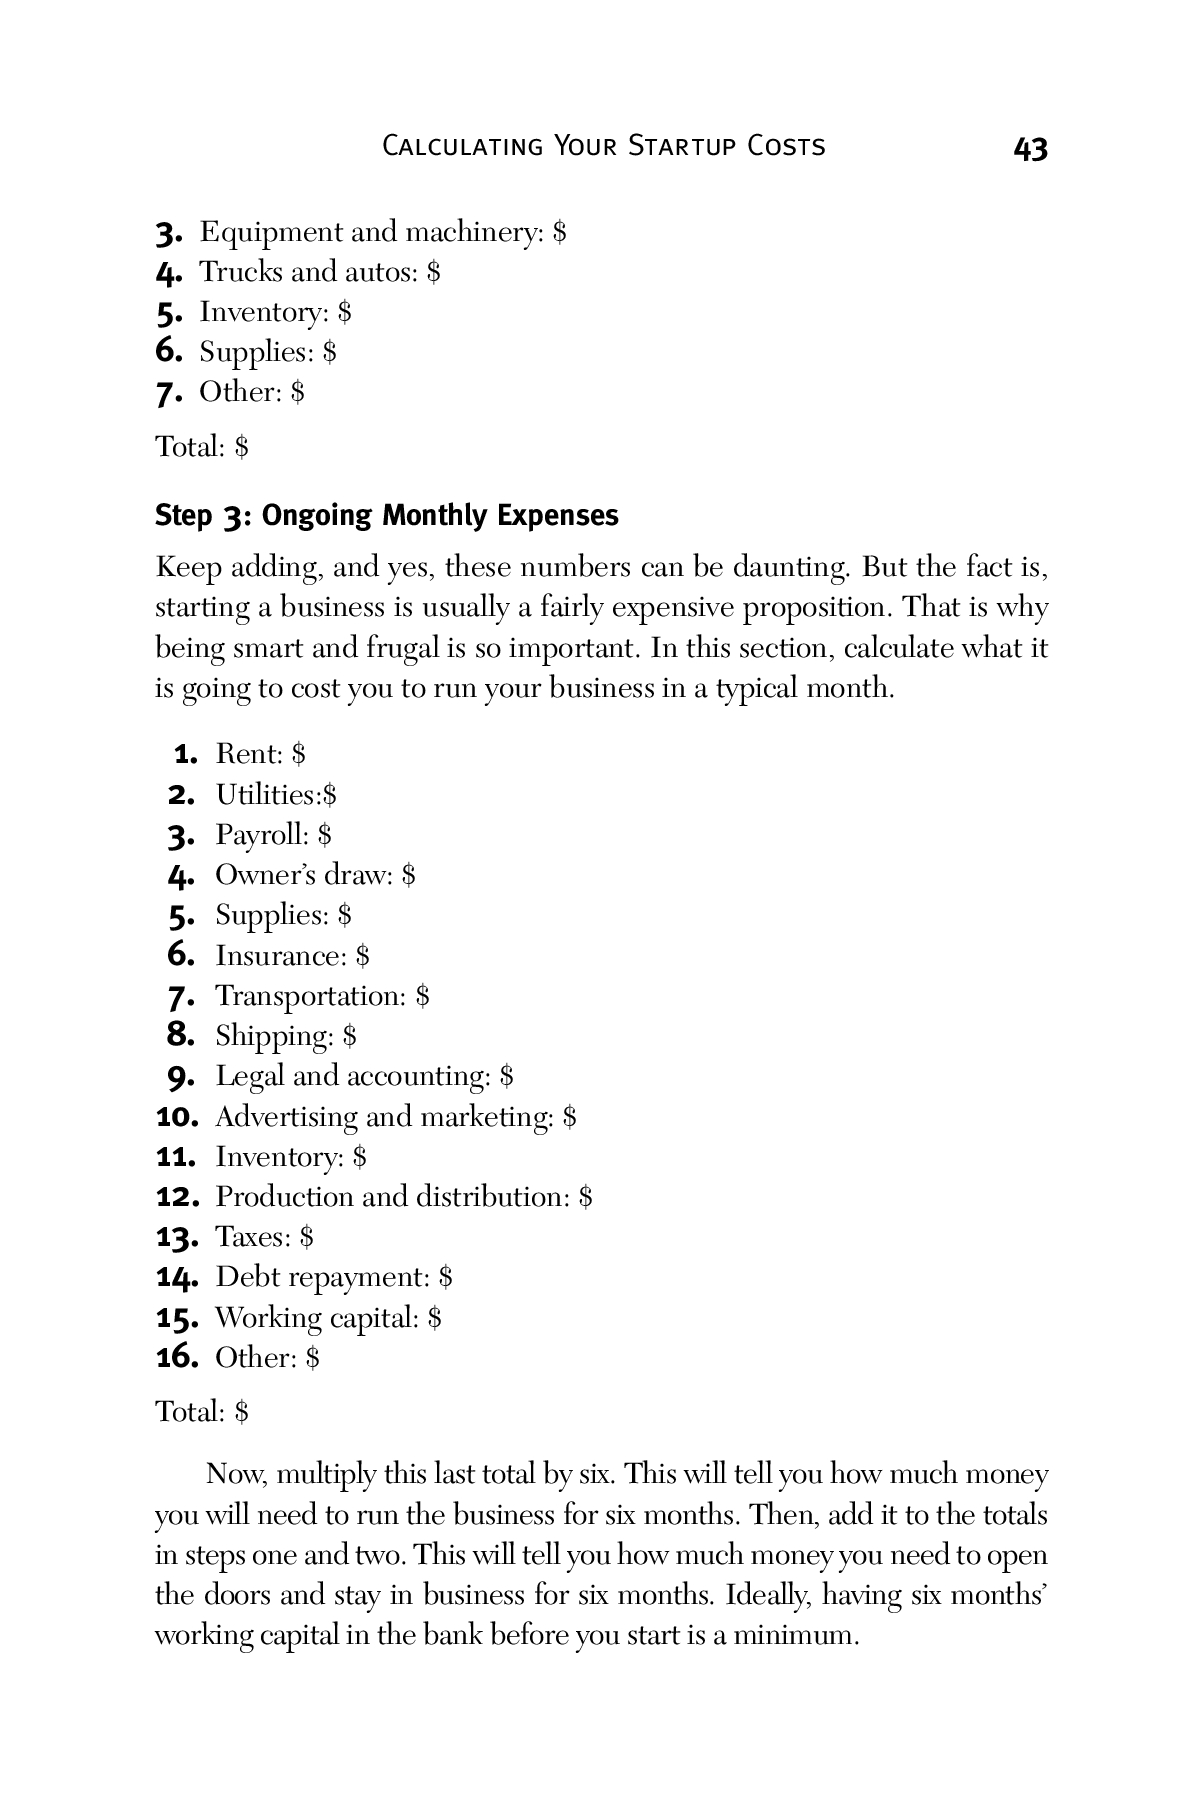 Calculating Your Startup Costs 43
3. Equipment and machinery: $
4. Trucks and autos: $
5. Inventory: $
6. Supplies: $
7. Other: $
Total: $
Step 3: Ongoing Monthly Expenses
Keep adding, and yes, these numbers can be daunting. But the fact is,
starting a business is usually a fairly expensive proposition. That is why
being smart and frugal is so important. In this section, calculate what it
is going to cost you to run your business in a typical month.
1. Rent: $
2. Utilities:$
3. Payroll: $
4. Owner’s draw: $
5. Supplies: $
6. Insurance: $
7. Transportation: $
8. Shipping: $
9. Legal and accounting: $
10. Advertising and marketing: $
11. Inventory: $
12. Production and distribution: $
13. Taxes: $
14. Debt repayment: $
15. Working capital: $
16. Other: $
Total: $
Now, multiply this last total by six. This will tell you how much money
you will need to run the business for six months. Then, add it to the totals
in steps one and two. This will tell you how much money you need to open
the doors and stay in business for six months. Ideally, having six months’
working capital in the bank before you start is a minimum.